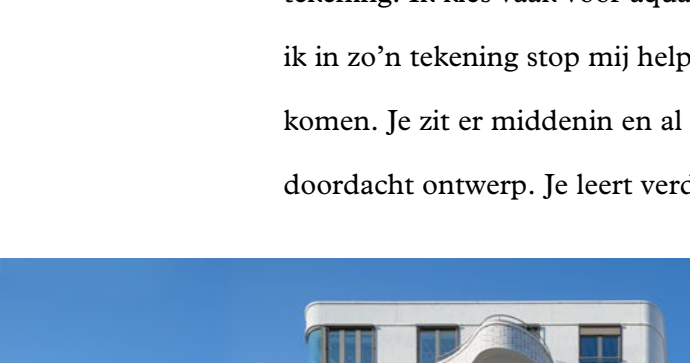 tekening. Ik kies vaak voor aqua
ik in zo’n tekening stop mij help
komen. Je zit er middenin en al
doordacht ontwerp. Je leert verd